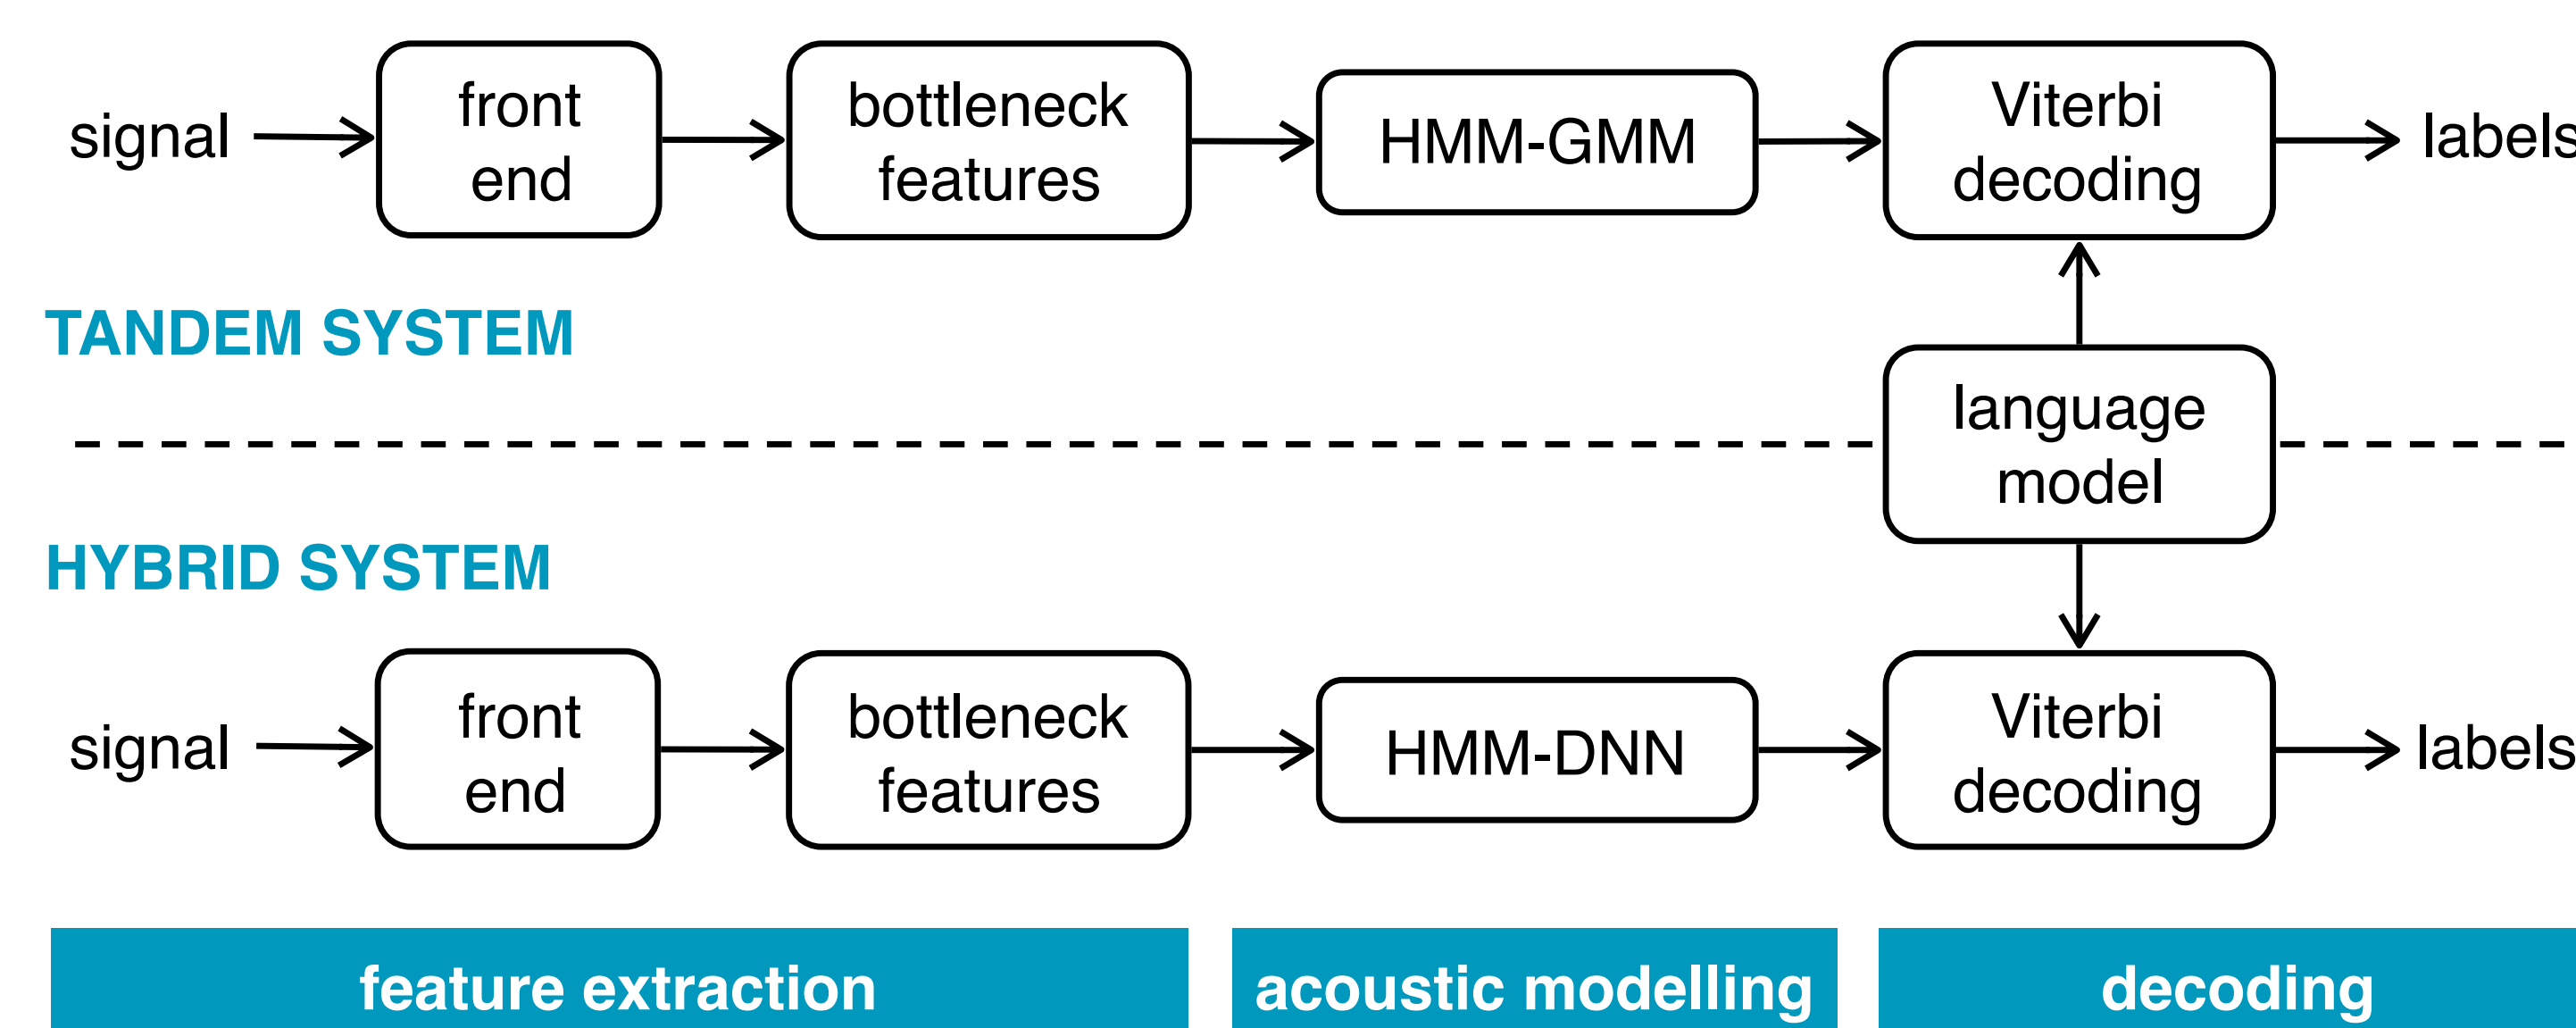 signal
front
end
bottleneck
features
HMM-GMM
Viterbi
decoding
labels
TANDEM SYSTEM
language
model
HYBRID SYSTEM
signal
front
end
bottleneck
features
HMM-DNN
Viterbi
decoding
labels
feature extraction
acoustic modelling
decoding